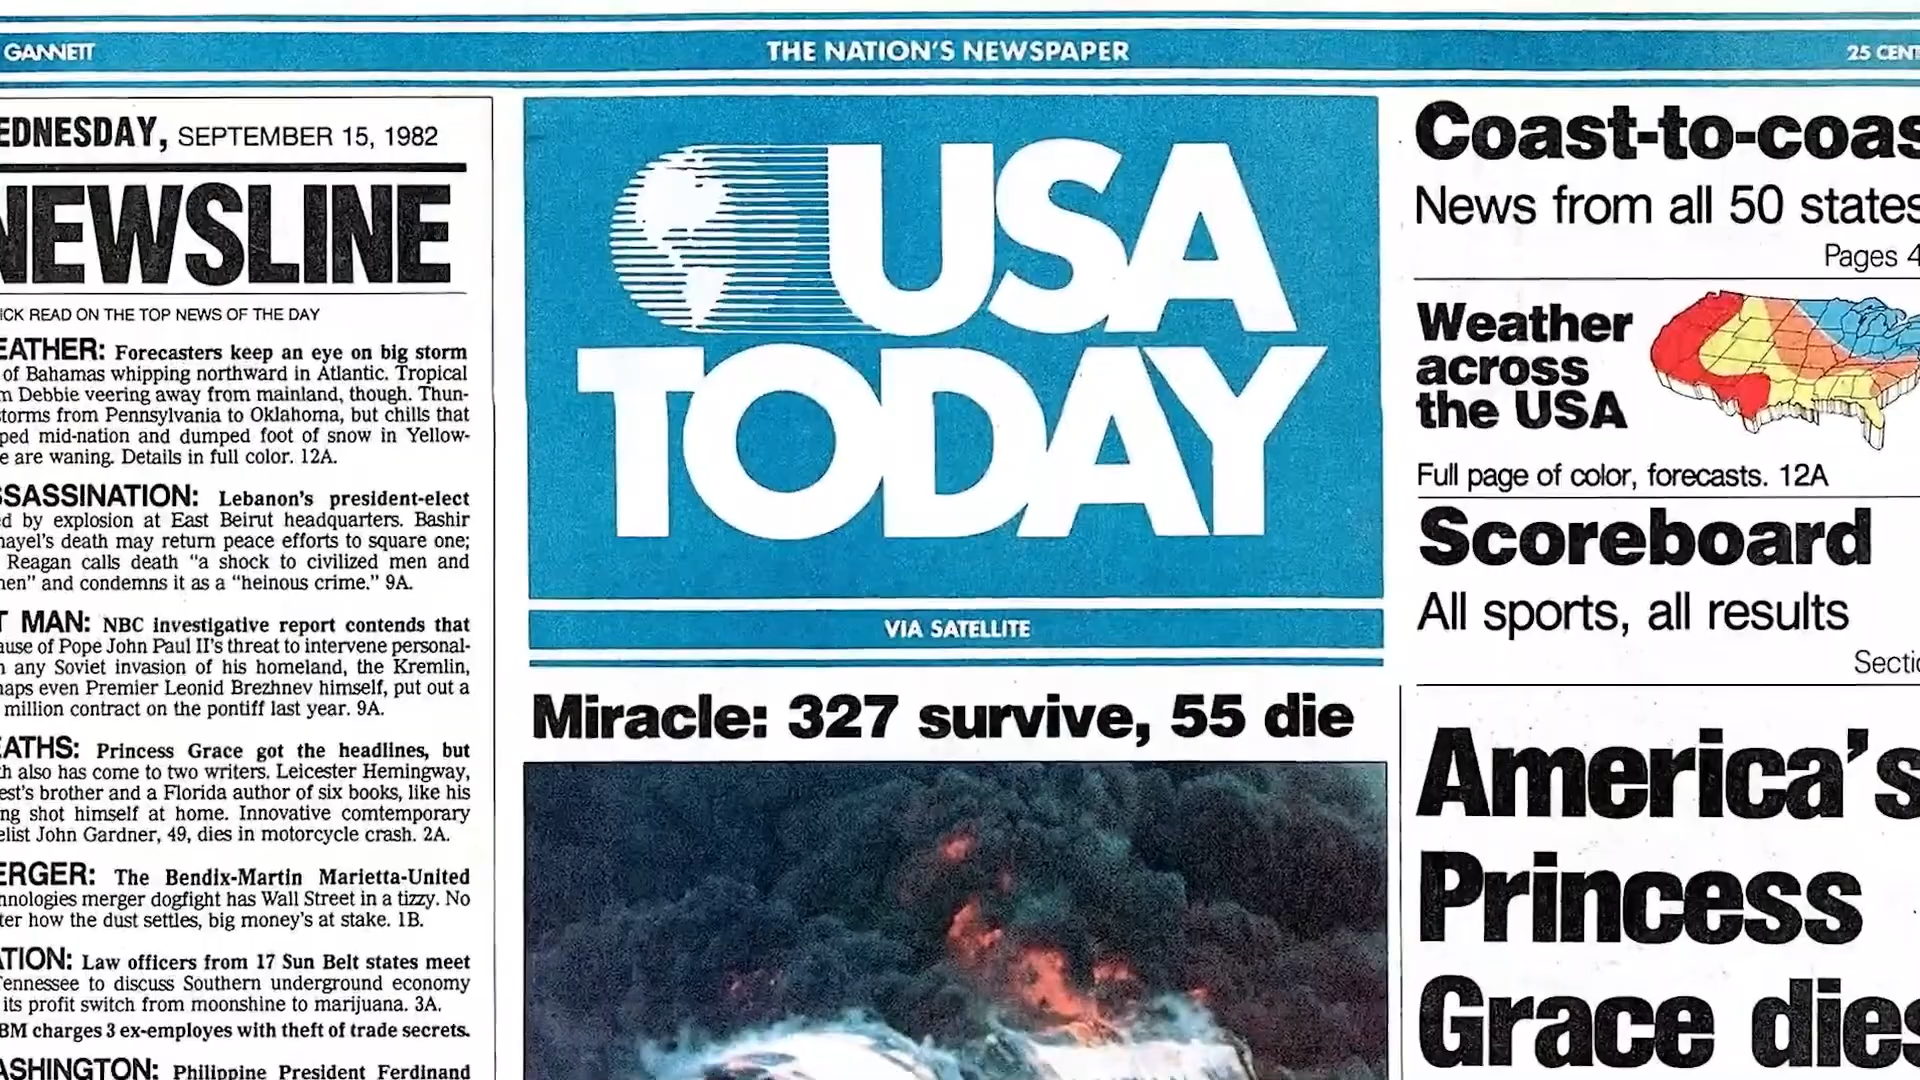 GANNETT
THE NATION'S NEWSPAPER
25 CENT
EDNESDAY, SEPTEMBER 15, 1982
NEWSLINE
ICK READ ON THE TOP NEWS OF THE DAY
EATHER: Forecasters keep an eye on big storm
of Bahamas whipping northward in Atlantic. Tropical
m Debbie veering away from mainland, though. Thun-
storms from Pennsylvania to Oklahoma, but chills that
ped mid-nation and dumped foot of snow in Yellow-
e are waning. Details in full color. 12A.
SSASSINATION: Lebanon's president-elect
ed by explosion at East Beirut headquarters. Bashir
nayel's death may return peace efforts to square one;
Reagan calls death "a shock to civilized men and
nen" and condemns it as a "heinous crime." 9A.
T MAN: NBC investigative report contends that
ause of Pope John Paul II's threat to intervene personal-
n any Soviet invasion of his homeland, the Kremlin,
haps even Premier Leonid Brezhnev himself, put out a
million contract on the pontiff last year. 9A.
EATHS: Princess Grace got the headlines, but
h also has come to two writers. Leicester Hemingway,
est's brother and a Florida author of six books, like his
ng shot himself at home. Innovative comtemporary
elist John Gardner, 49, dies in motorcycle crash. 2A.
ERGER: The Bendix-Martin Marietta-United
hnologies merger dogfight has Wall Street in a tizzy. No
ter how the dust settles, big money's at stake. 1B.
ATION: Law officers from 17 Sun Belt states meet
Tennessee to discuss Southern underground economy
its profit switch from moonshine to marijuana. 3A.
BM charges 3 ex-employes with theft of trade secrets.
ASHINGTON: Philippine President Ferdinand
USA
TODAY
VIA SATELLITE
Miracle: 327 survive, 55 die
Coast-to-coas
News from all 50 states
Pages 4
Weather
across
the USA
Full page of color, forecasts. 12A
Scoreboard
All sports, all results
Sectio
America's
Princess
Grace dies